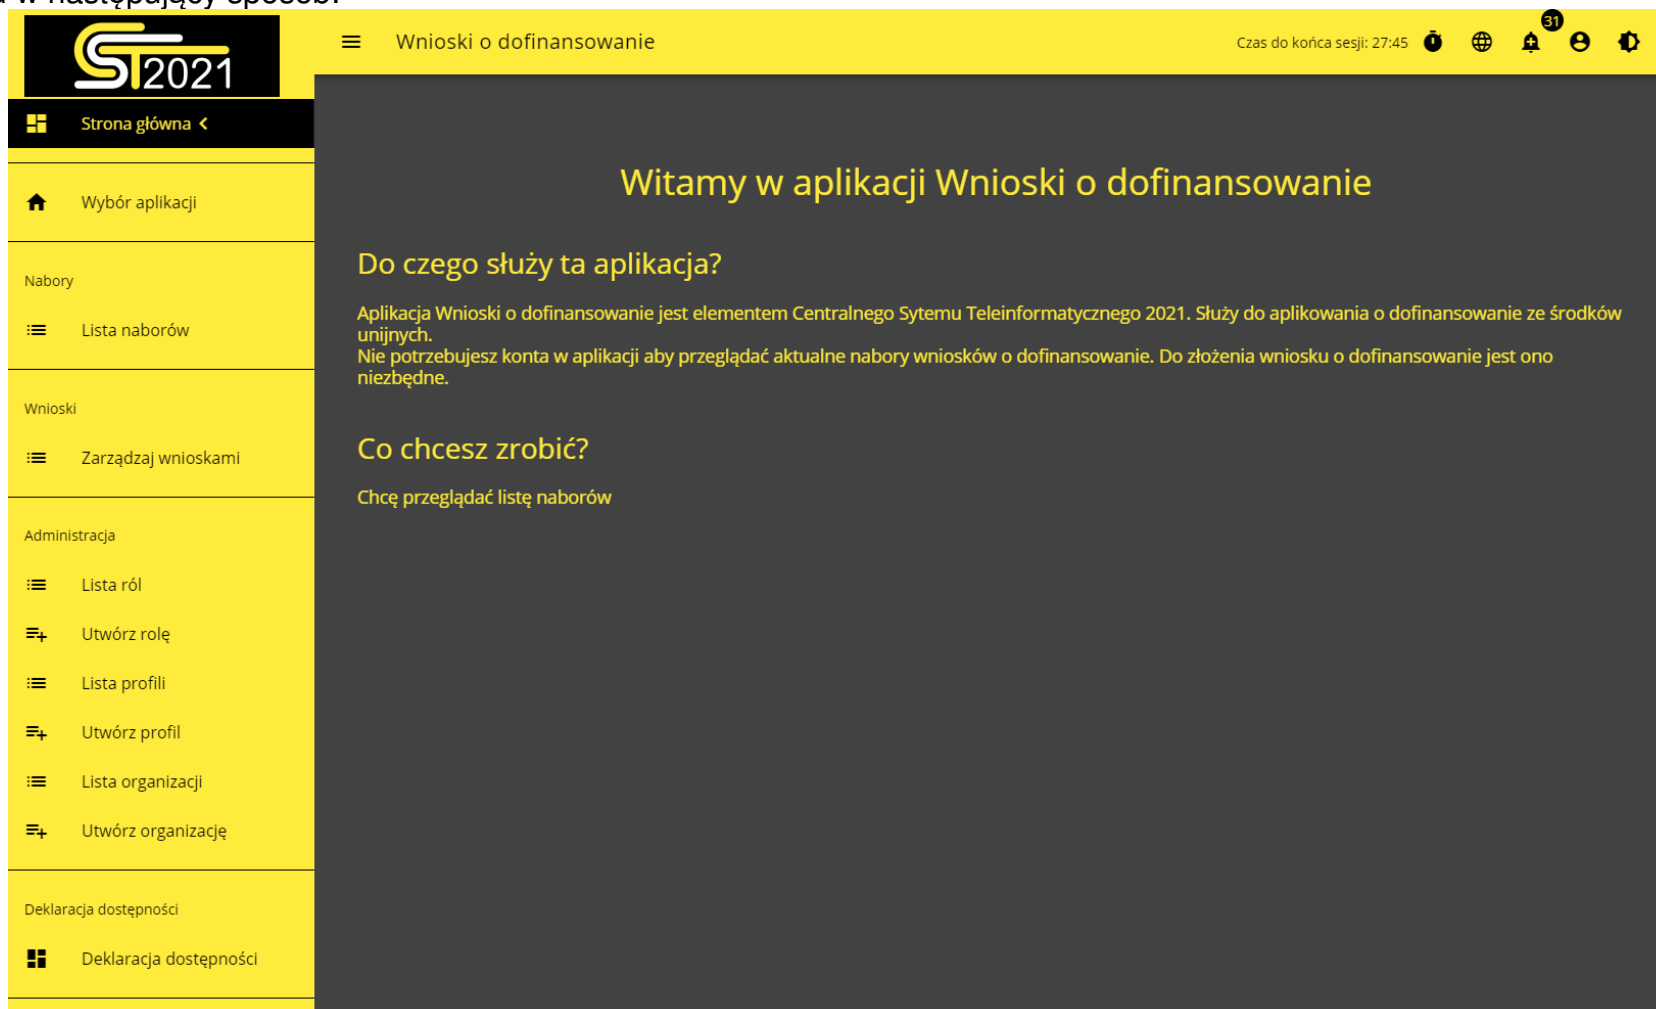 w następujący sposób:
ST2021
Wnioski o dofinansowanie
Czas do końca sesji: 27:45
31
Strona główna
Wybór aplikacji
Nabory
Lista naborów
Wnioski
Zarządzaj wnioskami
Administracja
Lista ról
Utwórz rolę
Lista profili
Utwórz profil
Lista organizacji
Utwórz organizację
Deklaracja dostępności
Deklaracja dostępności
Witamy w aplikacji Wnioski o dofinansowanie
Do czego służy ta aplikacja?
Aplikacja Wnioski o dofinansowanie jest elementem Centralnego Sytemu Teleinformatycznego 2021. Służy do aplikowania o dofinansowanie ze środków
unijnych.
Nie potrzebujesz konta w aplikacji aby przeglądać aktualne nabory wniosków o dofinansowanie. Do złożenia wniosku o dofinansowanie jest ono
niezbędne.
Co chcesz zrobić?
Chcę przeglądać listę naborów